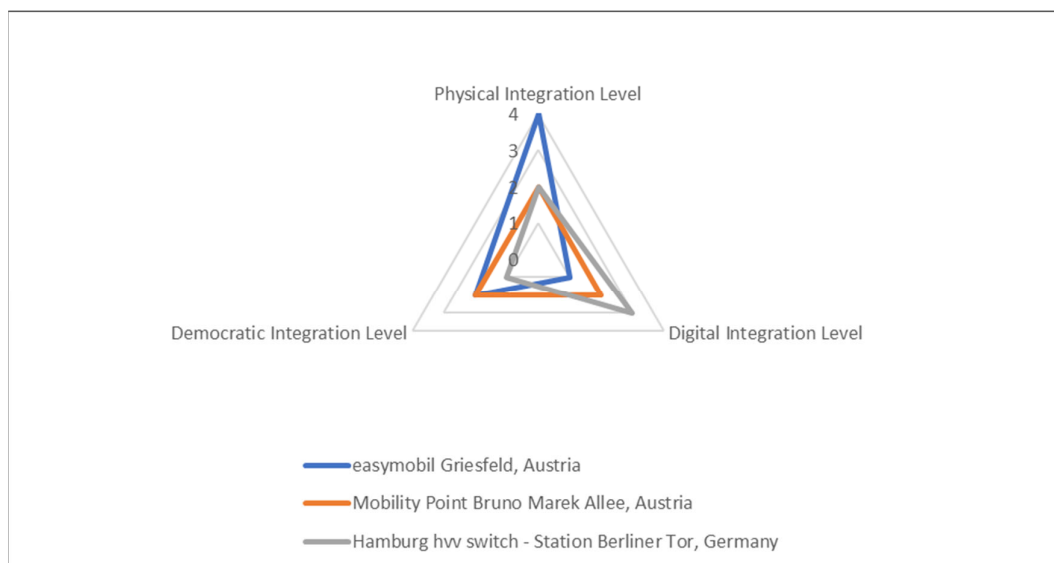 Physical Integration Level
4
3
2
1
0
Democratic Integration Level
Digital Integration Level
easymobil Griesfeld, Austria
Mobility Point Bruno Marek Allee, Austria
Hamburg hvv switch - Station Berliner Tor, Germany